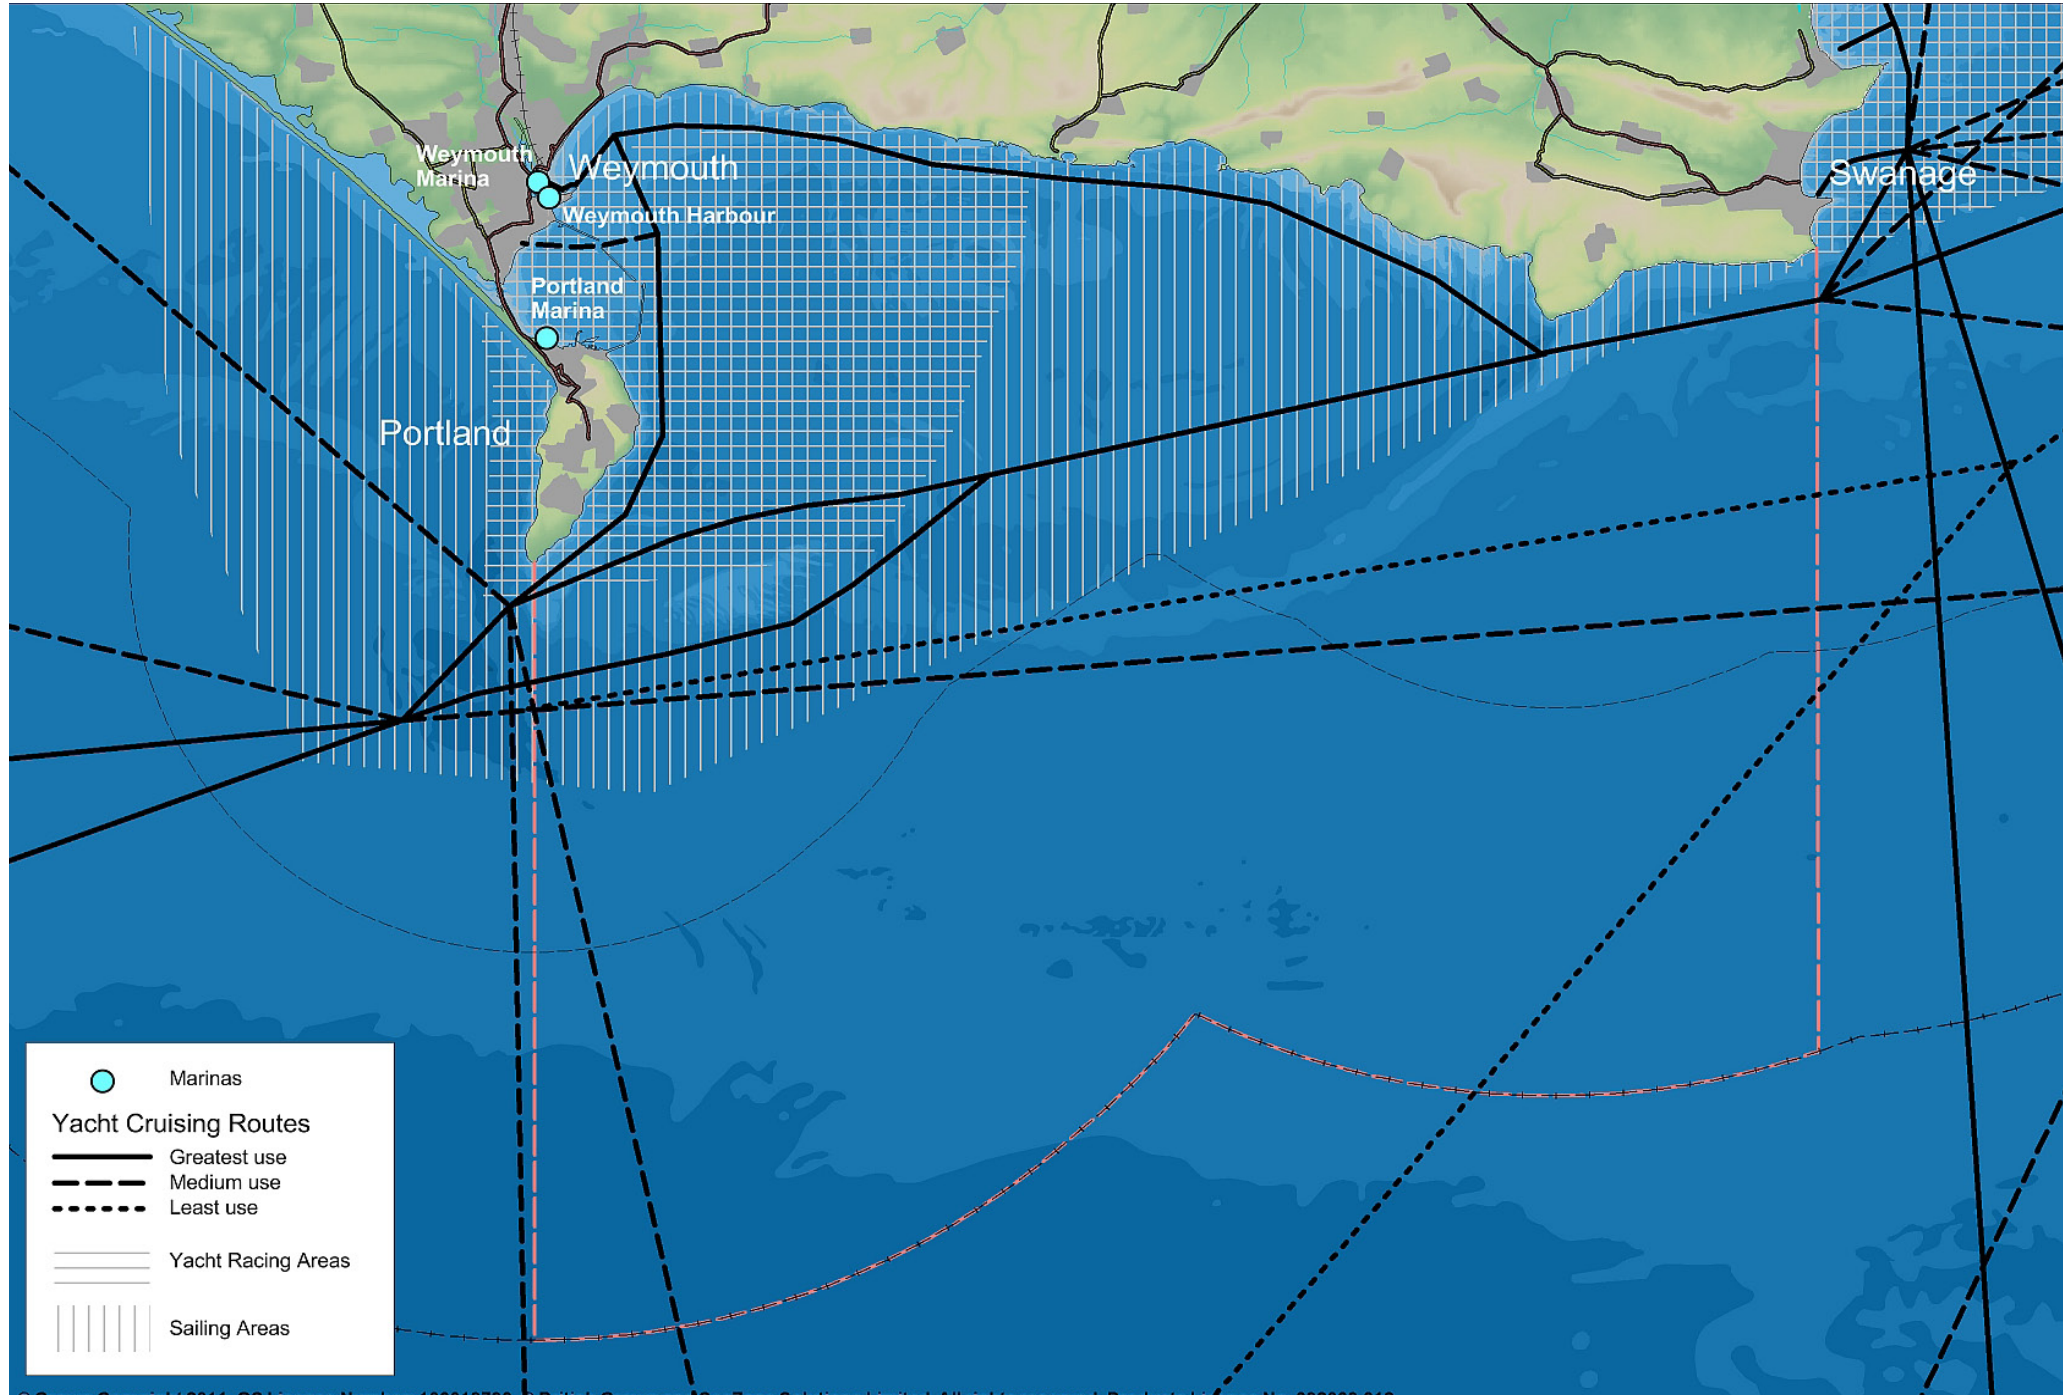 Weymouth
Marina
Weymouth
Weymouth Harbour
Swanage
Portland
Marina
Portland
Marinas
Yacht Cruising Routes
Greatest use
Medium use
Least use
Yacht Racing Areas
Sailing Areas